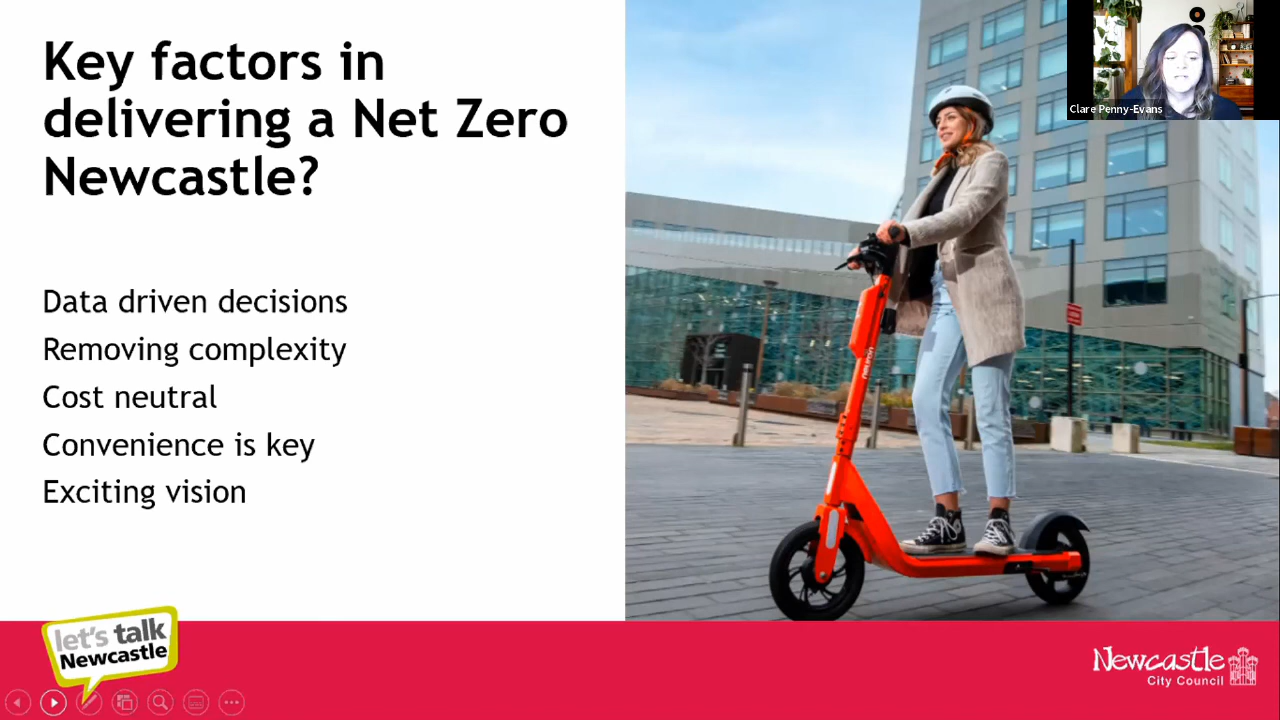 Key factors in
delivering a Net Zero
Newcastle?
Data driven decisions
Removing complexity
Cost neutral
Convenience is key
Exciting vision
Clare Penny-Evans
neuron
let's talk
Newcastle
Newcastle
City Council